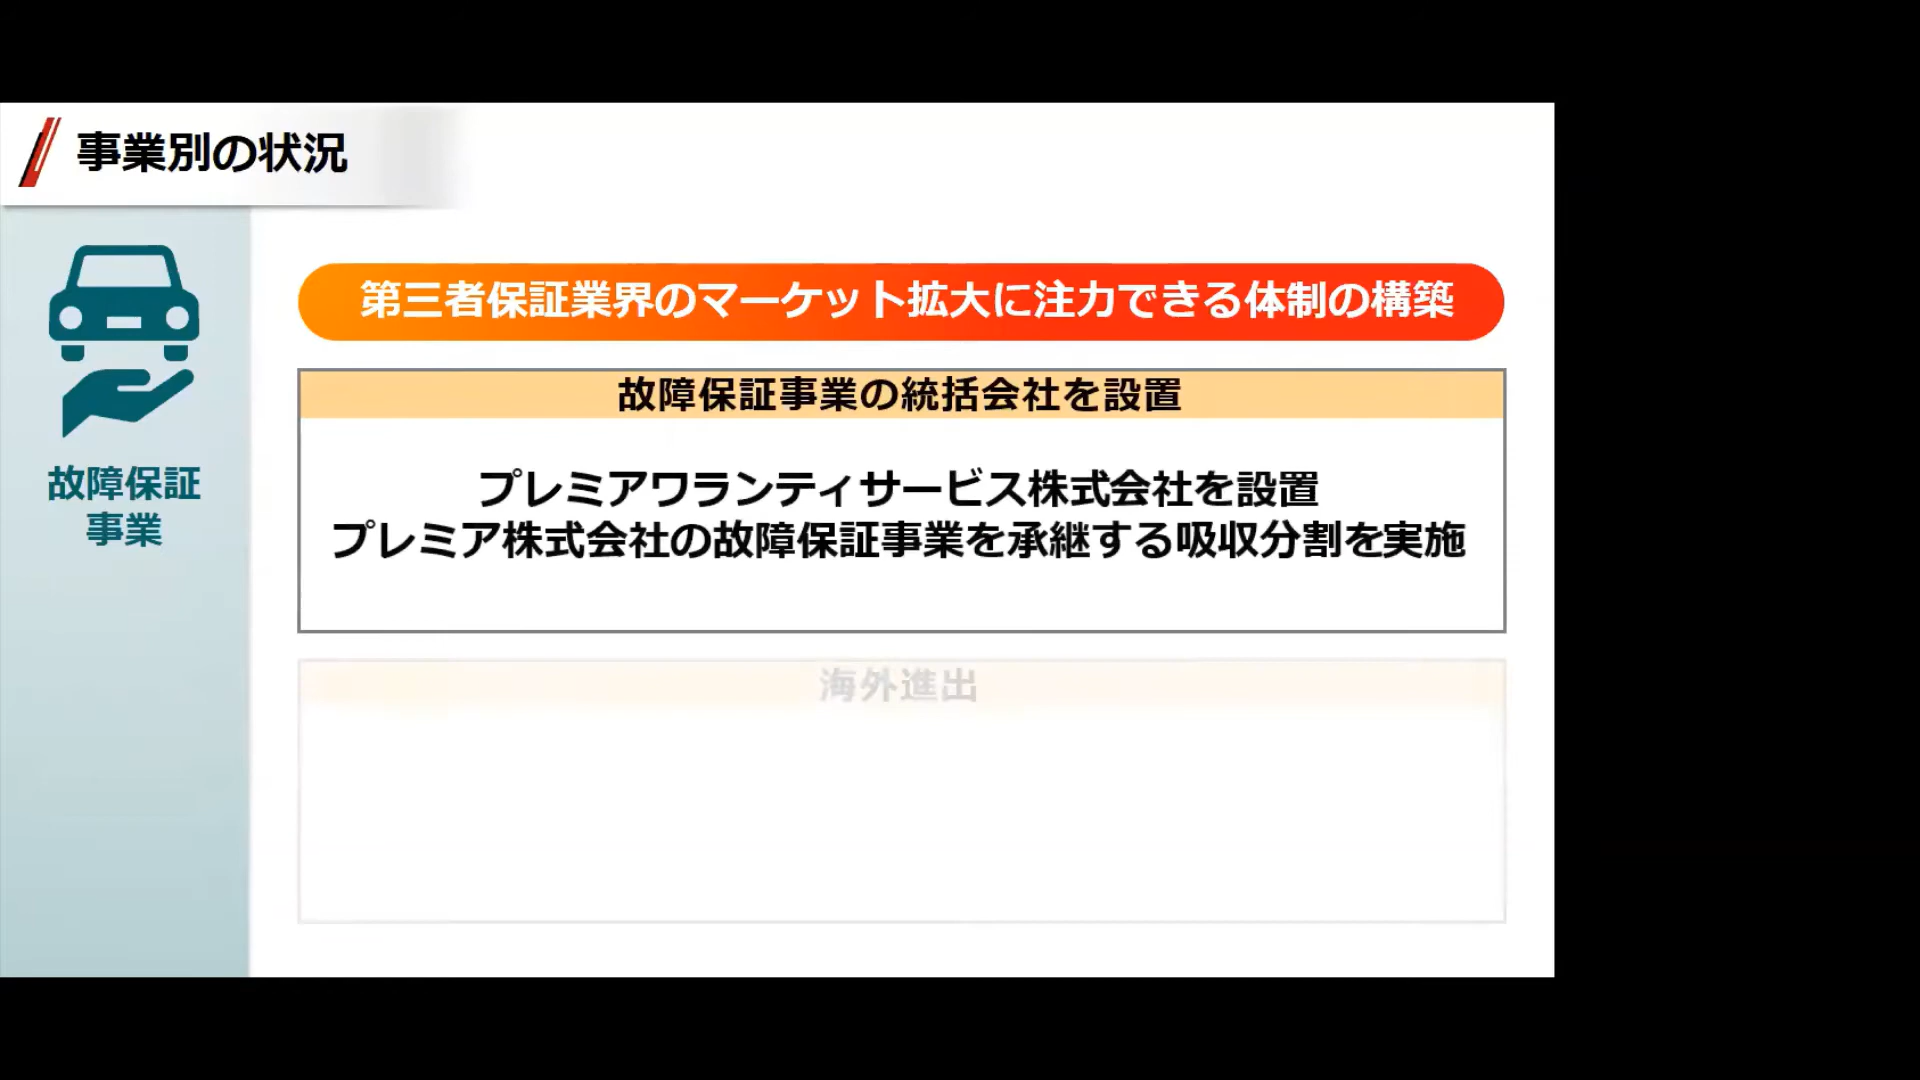 事業別の状況
故障保証
事業
第三者保証業界のマーケット拡大に注力できる体制の構築
故障保証事業の統括会社を設置
プレミアワランティサービス株式会社を設置
プレミア株式会社の故障保証事業を承継する吸収分割を実施
海外進出